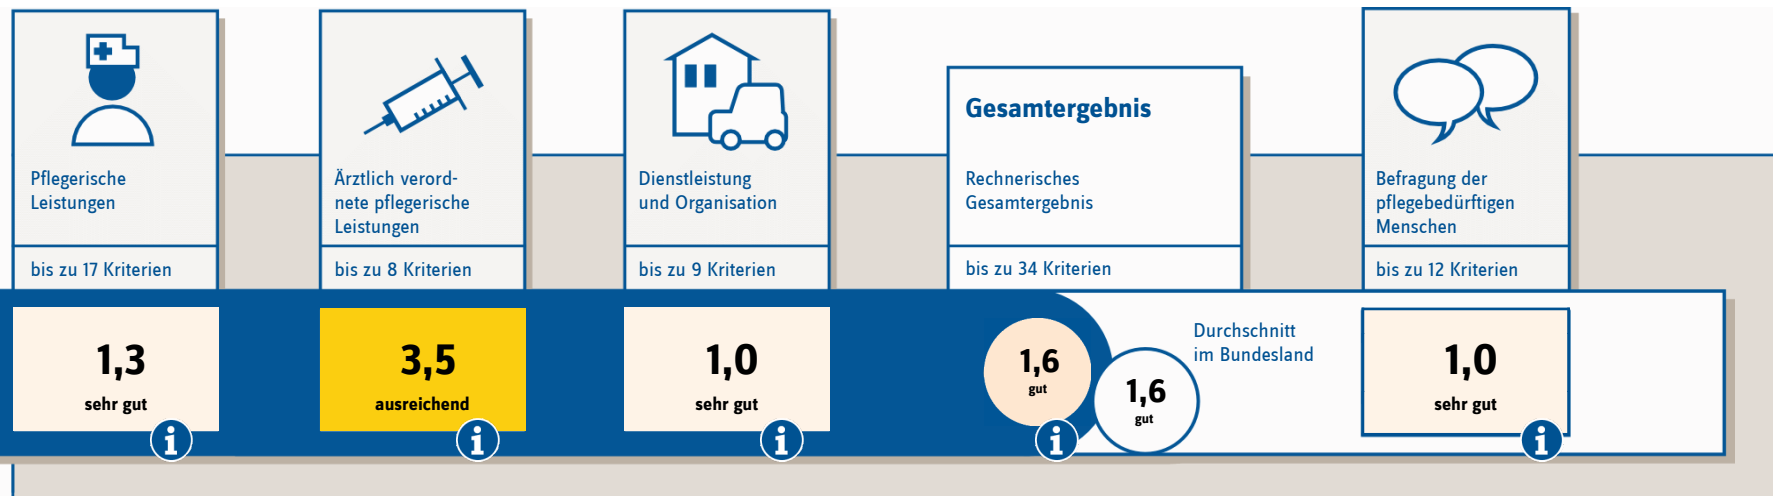 Pflegerische
Leistungen
bis zu 17 Kriterien
1,3
sehr gut
i
Ärztlich verord-
nete pflegerische
Leistungen
bis zu 8 Kriterien
3,5
ausreichend
i
Dienstleistung
und Organisation
bis zu 9 Kriterien
1,0
sehr gut
i
Gesamtergebnis
Rechnerisches
Gesamtergebnis
bis zu 34 Kriterien
1,6
gut
i
Durchschnitt
im Bundesland
1,6
gut
Befragung der
pflegebedürftigen
Menschen
bis zu 12 Kriterien
1,0
sehr gut
i